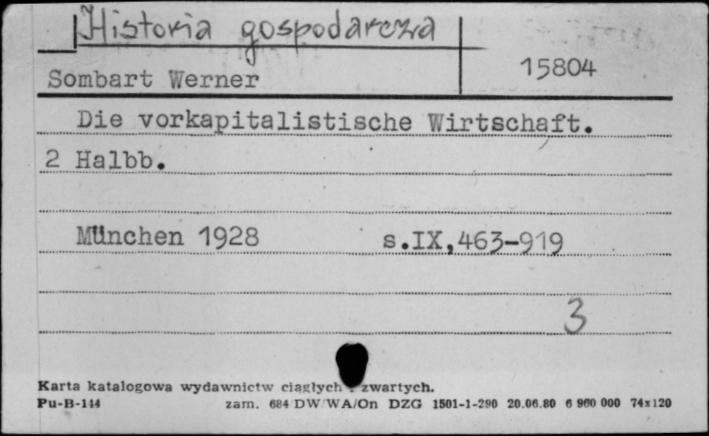 Historia gospodarcza
Sombart Werner 15804
Die vorkapitalistische Wirtschaft.
2 Halbb.
München 1928 s.IX,463-919
3
Karta katalogowa wydawnictw ciągłych i zwartych.
Pu-B-144 zam. 684 DW/WA/On DZG 1501-1-290 20.06.80 6 960 000 74x120